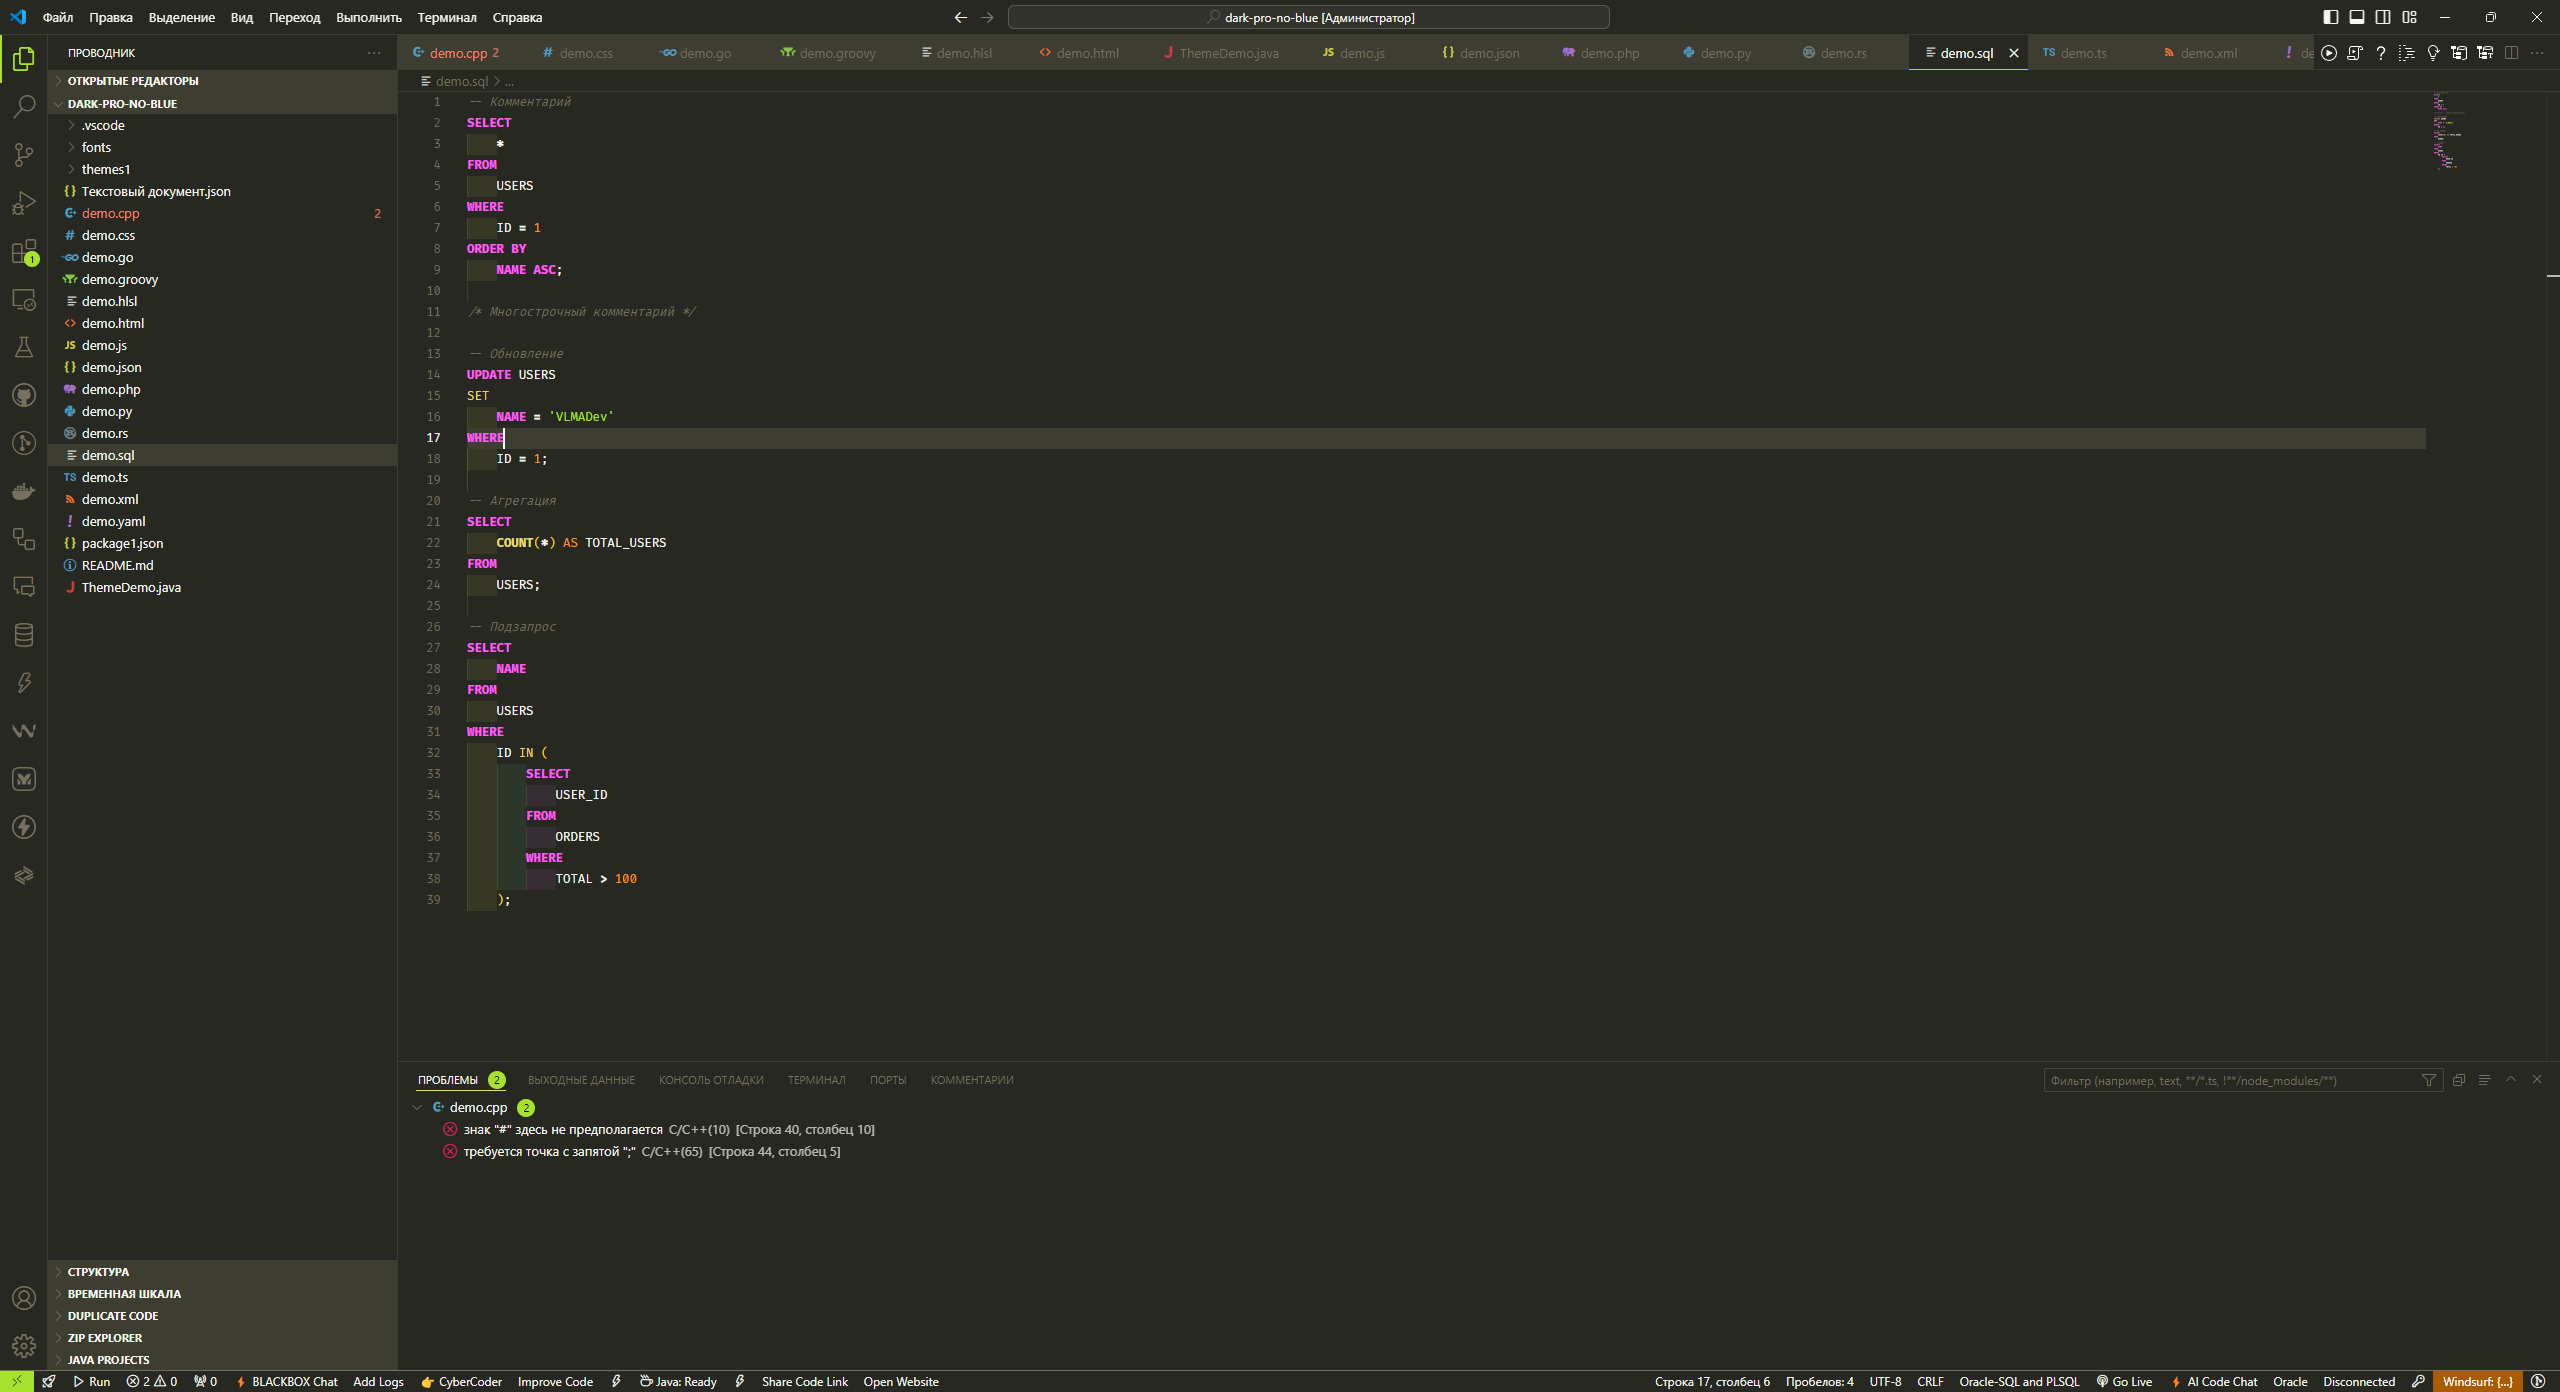 Файл Правка Выделение Вид Переход Выполнить Терминал Справка
dark-pro-no-blue [Администратор]
ПРОВОДНИК
ОТКРЫТЫЕ РЕДАКТОРЫ
DARK-PRO-NO-BLUE
.vscode
fonts
themes1
{} Текстовый документ.json
demo.cpp 2
# demo.css
GO demo.go
demo.groovy
demo.hlsl
<> demo.html
JS demo.js
{} demo.json
demo.php
demo.py
demo.rs
demo.sql
TS demo.ts
demo.xml
! demo.yaml
{} package1.json
README.md
J ThemeDemo.java
СТРУКТУРА
ВРЕМЕННАЯ ШКАЛА
DUPLICATE CODE
ZIP EXPLORER
JAVA PROJECTS
1
demo.cpp 2 # demo.css GO demo.go demo.groovy demo.hlsl <> demo.html J ThemeDemo.java JS demo.js {} demo.json demo.php demo.py demo.rs demo.sql TS demo.ts demo.xml ! de
demo.sql > ...
1 -- Комментарий
2 SELECT
3 *
4 FROM
5 USERS
6 WHERE
7 ID = 1
8 ORDER BY
9 NAME ASC;
10
11 /* Многострочный комментарий */
12
13 -- Обновление
14 UPDATE USERS
15 SET
16 NAME = 'VLMADev'
17 WHERE
18 ID = 1;
19
20 -- Агрегация
21 SELECT
22 COUNT(*) AS TOTAL_USERS
23 FROM
24 USERS;
25
26 -- Подзапрос
27 SELECT
28 NAME
29 FROM
30 USERS
31 WHERE
32 ID IN (
33 SELECT
34 USER_ID
35 FROM
36 ORDERS
37 WHERE
38 TOTAL > 100
39 );
ПРОБЛЕМЫ 2 ВЫХОДНЫЕ ДАННЫЕ КОНСОЛЬ ОТЛАДКИ ТЕРМИНАЛ ПОРТЫ КОММЕНТАРИИ
Фильтр (например, text, **/*.ts, !**/node_modules/**)
demo.cpp 2
знак "#" здесь не предполагается C/C++(10) [Строка 40, столбец 10]
требуется точка с запятой ";" C/C++(65) [Строка 44, столбец 5]
Run 2 0 0 BLACKBOX Chat Add Logs CyberCoder Improve Code Java: Ready Share Code Link Open Website
Строка 17, столбец 6 Пробелов: 4 UTF-8 CRLF Oracle-SQL and PLSQL Go Live AI Code Chat Oracle Disconnected Windsurf: {...}